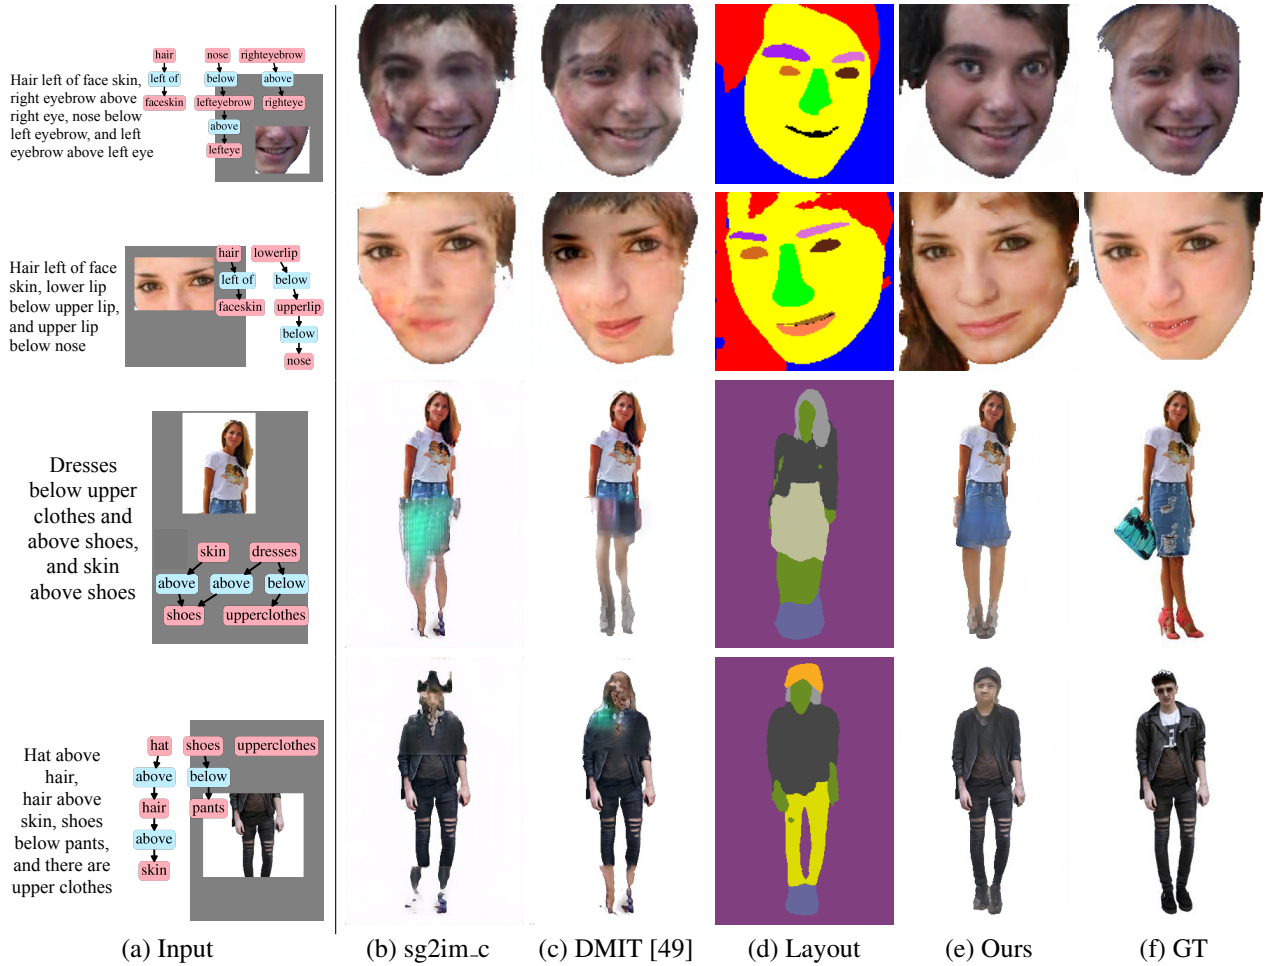 Hair left of face skin,
right eyebrow above
right eye, nose below
left eyebrow, and left
eyebrow above left eye
hair
left of
faceskin
nose
below
lefteyebrow
above
lefteye
righteyebrow
above
righteye
Hair left of face
skin, lower lip
below upper lip,
and upper lip
below nose
hair
left of
faceskin
lowerlip
below
upperlip
below
nose
Dresses
below upper
clothes and
above shoes,
and skin
above shoes
skin
dresses
above
above
below
shoes
upperclothes
Hat above
hair,
hair above
skin, shoes
below pants,
and there are
upper clothes
hat
above
hair
above
skin
shoes
below
pants
upperclothes
(a) Input
(b) sg2im_c
(c) DMIT [49]
(d) Layout
(e) Ours
(f) GT